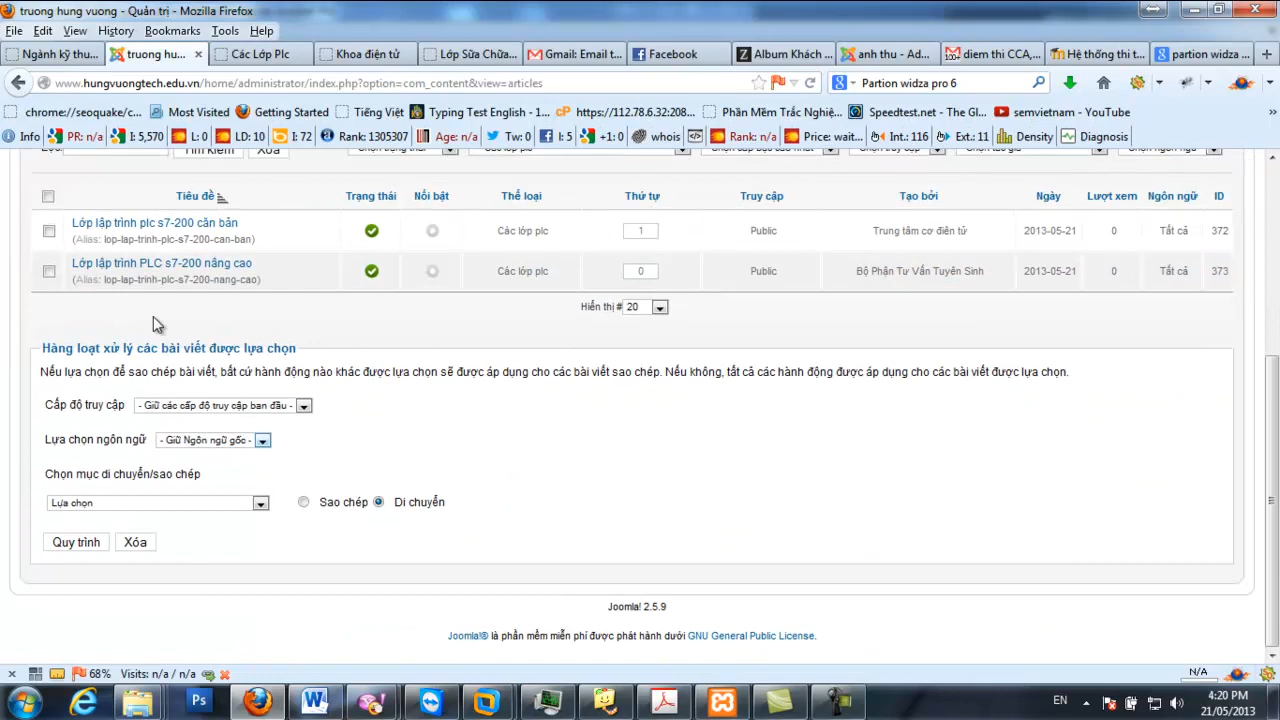 truong hung vuong - Quản trị - Mozilla Firefox
File Edit View History Bookmarks Tools Help
Ngành kỹ thu... truong hu... Các Lớp Plc Khoa điện tử Lớp Sữa Chữa... Gmail: Email t... Facebook Album Khách ... anh thu - Ad... diem thi CCA,... Hệ thống thi t... partion widza ...
www.hungvuongtech.edu.vn/home/administrator/index.php?option=com_content&view=articles Partion widza pro 6
chrome://seoquake/c... Most Visited Getting Started Tiếng Việt Typing Test English - ... https://112.78.6.32:208... Phần Mềm Trắc Nghiệ... Speedtest.net - The Gl... semvietnam - YouTube
Info PR: n/a I: 5,570 L: 0 LD: 10 I: 72 Rank: 1305307 Age: n/a Tw: 0 I: 5 +1: 0 whois Rank: n/a Price: wait... Int.: 116 Ext.: 11 Density Diagnosis
Tìm kiếm Xóa
Tiêu đề Trạng thái Nổi bật Thể loại Thứ tự Truy cập Tạo bởi Ngày Lượt xem Ngôn ngữ ID
Lớp lập trình plc s7-200 căn bản
(Alias: lop-lap-trinh-plc-s7-200-can-ban)
Các lớp plc 1 Public Trung tâm cơ điện tử 2013-05-21 0 Tất cả 372
Lớp lập trình PLC s7-200 nâng cao
(Alias: lop-lap-trinh-plc-s7-200-nang-cao)
Các lớp plc 0 Public Bộ Phận Tư Vấn Tuyên Sinh 2013-05-21 0 Tất cả 373
Hiển thị # 20
Hàng loạt xử lý các bài viết được lựa chọn
Nếu lựa chọn để sao chép bài viết, bất cứ hành động nào khác được lựa chọn sẽ được áp dụng cho các bài viết sao chép. Nếu không, tất cả các hành động được áp dụng cho các bài viết được lựa chọn.
Cấp độ truy cập - Giữ các cấp độ truy cập ban đầu -
Lựa chọn ngôn ngữ - Giữ Ngôn ngữ gốc -
Chọn mục di chuyển/sao chép
Lựa chọn Sao chép Di chuyển
Quy trình Xóa
Joomla! 2.5.9
Joomla!® là phần mềm miễn phí được phát hành dưới GNU General Public License.
68% Visits: n/a / n/a N/A
EN 4:20 PM
21/05/2013